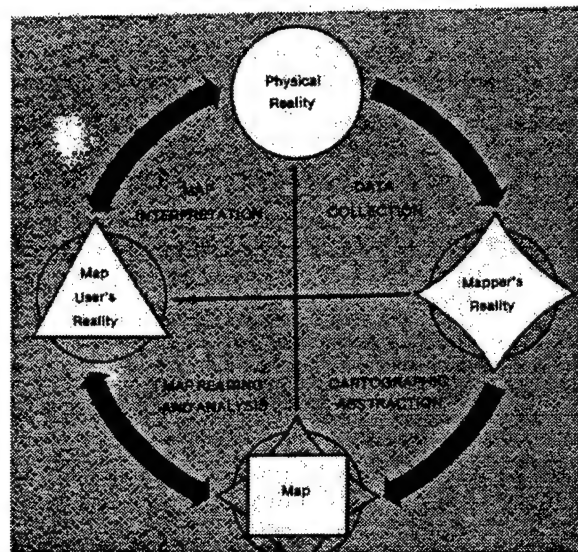 Physical
Reality
MAP
INTERPRETATION
DATA
COLLECTION
Map
User's
Reality
Mapper's
Reality
MAP READING
AND ANALYSIS
CARTOGRAPHIC
ABSTRACTION
Map